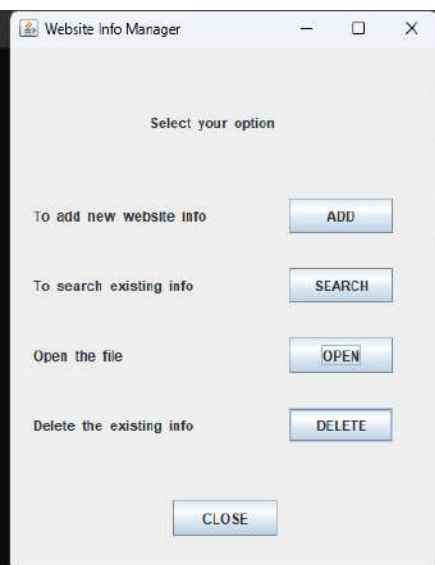 Website Info Manager
Select your option
To add new website info ADD
To search existing info SEARCH
Open the file OPEN
Delete the existing info DELETE
CLOSE